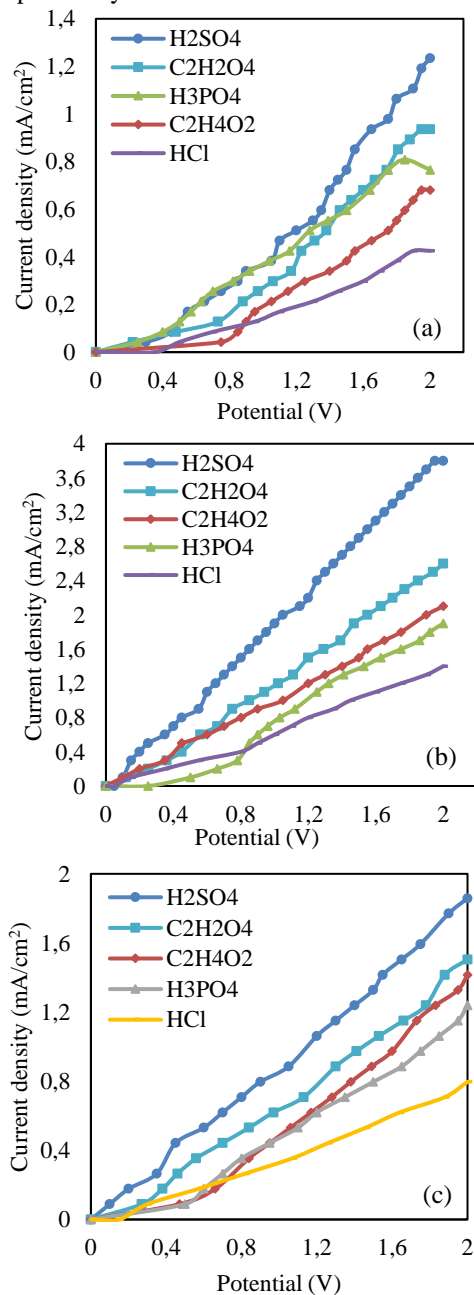 1,4
H2SO4
1,2
C2H2O4
1
H3PO4
C2H4O2
0,8
HCl
0,6
0,4
0,2
0
Current density (mA/cm2)
(a)
0 0,4 0,8 1,2 1,6 2
Potential (V)
4
H2SO4
3,6
C2H2O4
3,2
C2H4O2
2,8
H3PO4
2,4
HCl
2
1,6
1,2
0,8
0,4
0
Current density (mA/cm2)
(b)
0 0,4 0,8 1,2 1,6 2
Potential (V)
2
H2SO4
C2H2O4
1,6
C2H4O2
H3PO4
1,2
HCl
0,8
0,4
0
Current density (mA/cm2)
(c)
0 0,4 0,8 1,2 1,6 2
Potential (V)